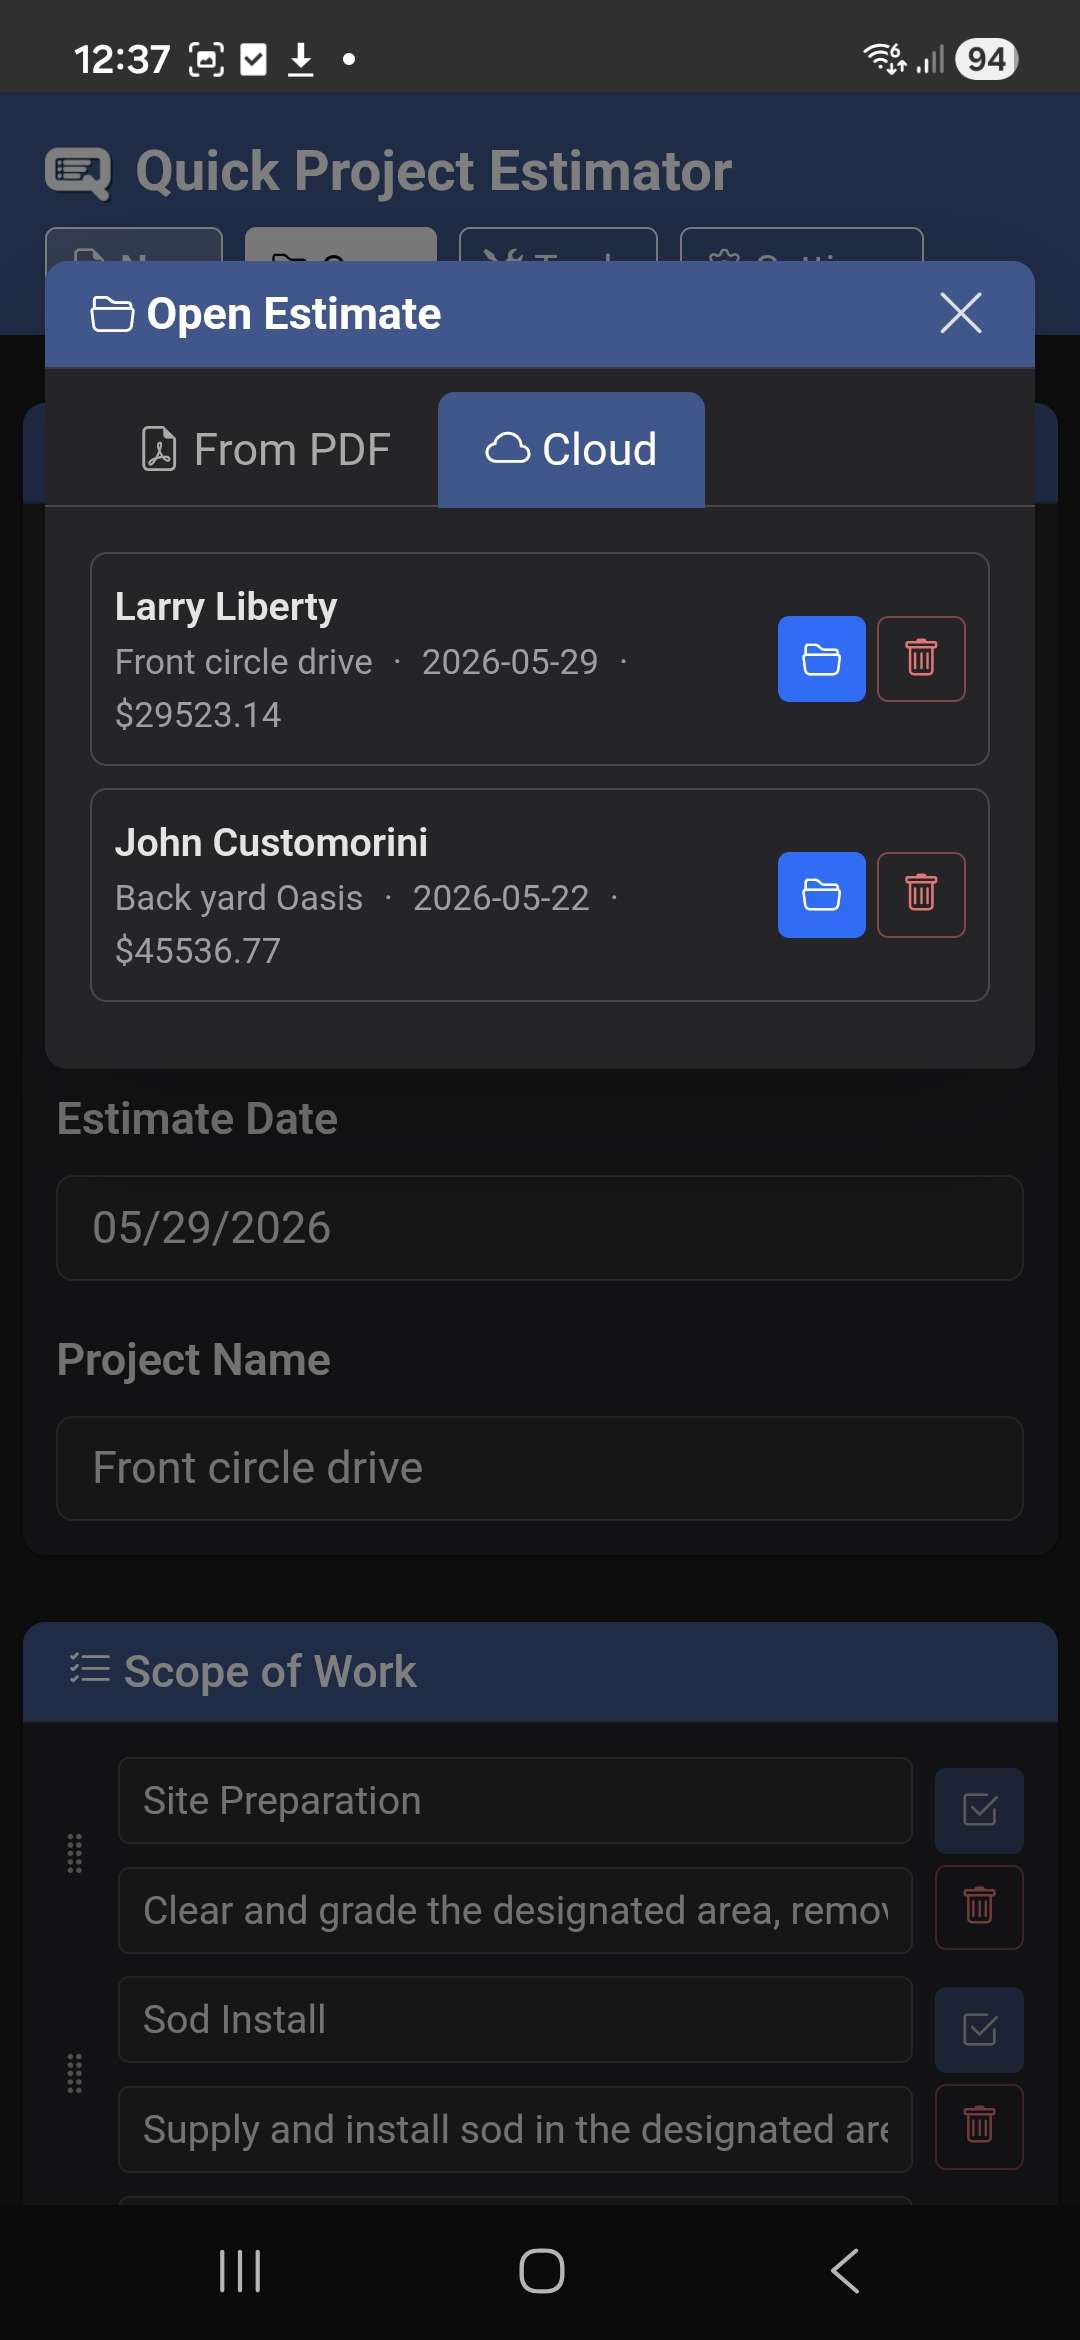 12:37
6
94
Quick Project Estimator
Open Estimate
From PDF
Cloud
Larry Liberty
Front circle drive · 2026-05-29 ·
$29523.14
John Customorini
Back yard Oasis · 2026-05-22 ·
$45536.77
Estimate Date
05/29/2026
Project Name
Front circle drive
Scope of Work
Site Preparation
Clear and grade the designated area, remov
Sod Install
Supply and install sod in the designated are